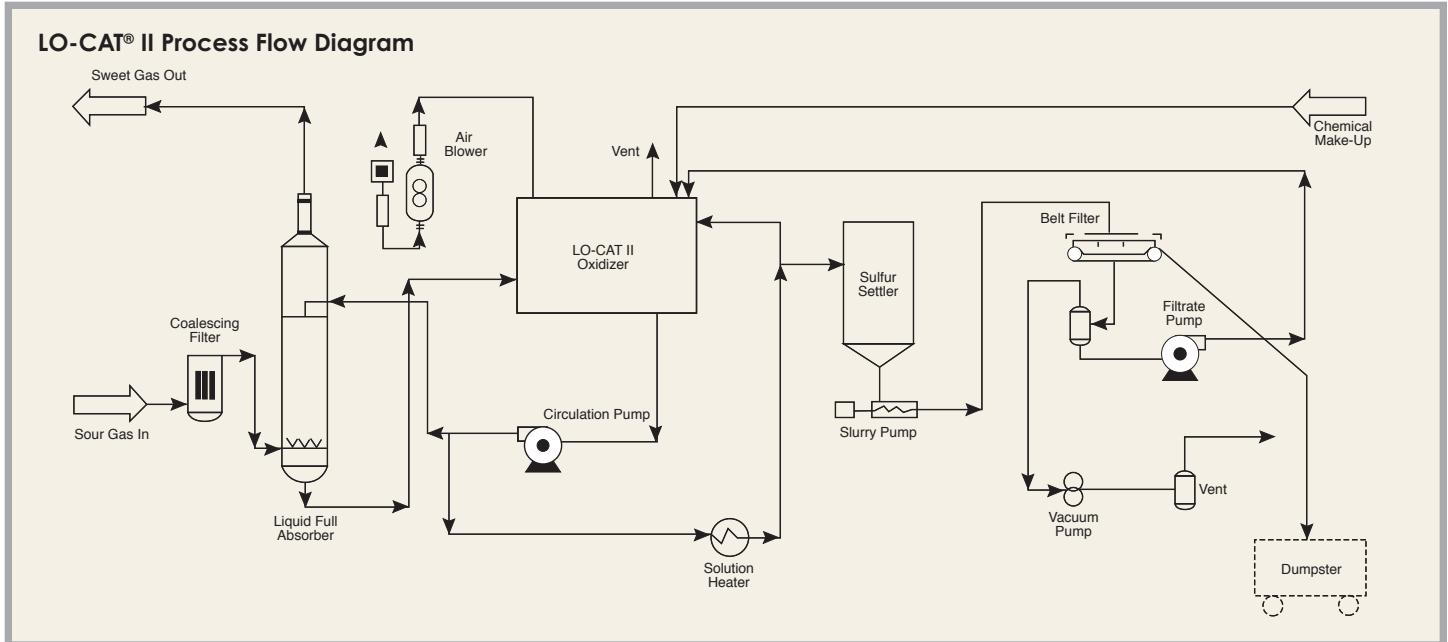 LO-CAT® II Process Flow Diagram
Sweet Gas Out
Air
Blower
Vent
Chemical
Make-Up
Belt Filter
LO-CAT II
Oxidizer
Sulfur
Settler
Coalescing
Filter
Filtrate
Pump
Sour Gas In
Circulation Pump
Slurry Pump
Liquid Full
Absorber
Vent
Vacuum
Pump
Solution
Heater
Dumpster